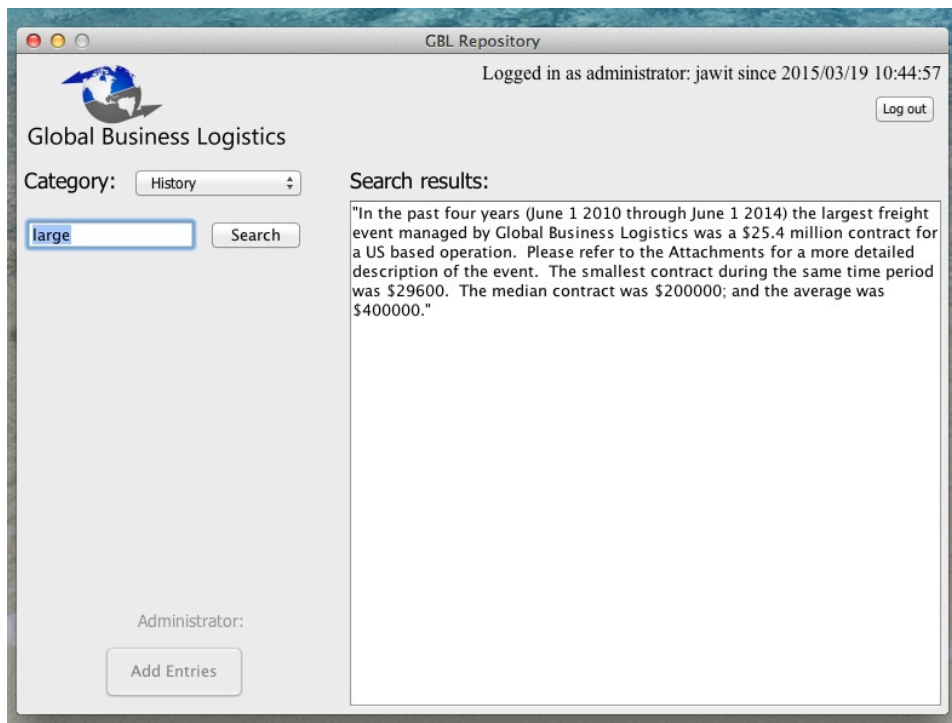 GBL Repository
Logged in as administrator: jawit since 2015/03/19 10:44:57
Log out
Global Business Logistics
Category:
History
large
Search
Search results:
"In the past four years (June 1 2010 through June 1 2014) the largest freight
event managed by Global Business Logistics was a $25.4 million contract for
a US based operation.  Please refer to the Attachments for a more detailed
description of the event.  The smallest contract during the same time period
was $29600.  The median contract was $200000; and the average was
$400000."
Administrator:
Add Entries